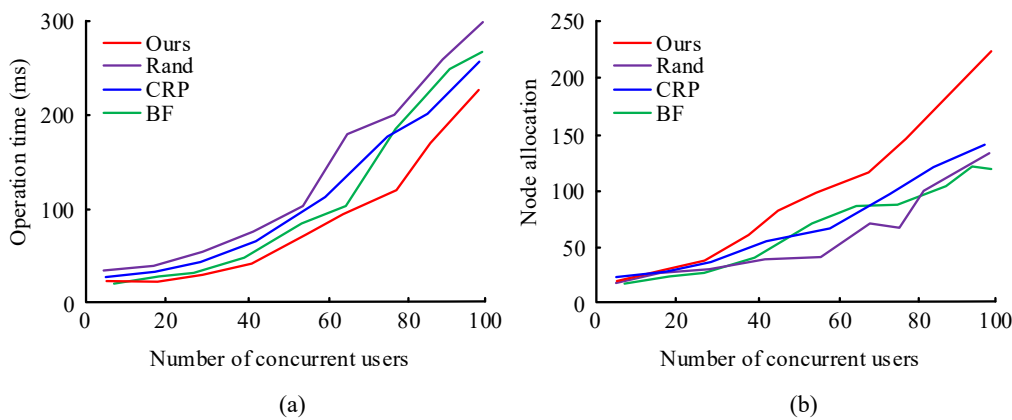 300
200
100
0
Operation time (ms)
Ours
Rand
CRP
BF
0
20
40
60
80
100
Number of concurrent users
(a)
250
200
150
100
50
0
Node allocation
Ours
Rand
CRP
BF
0
20
40
60
80
100
Number of concurrent users
(b)